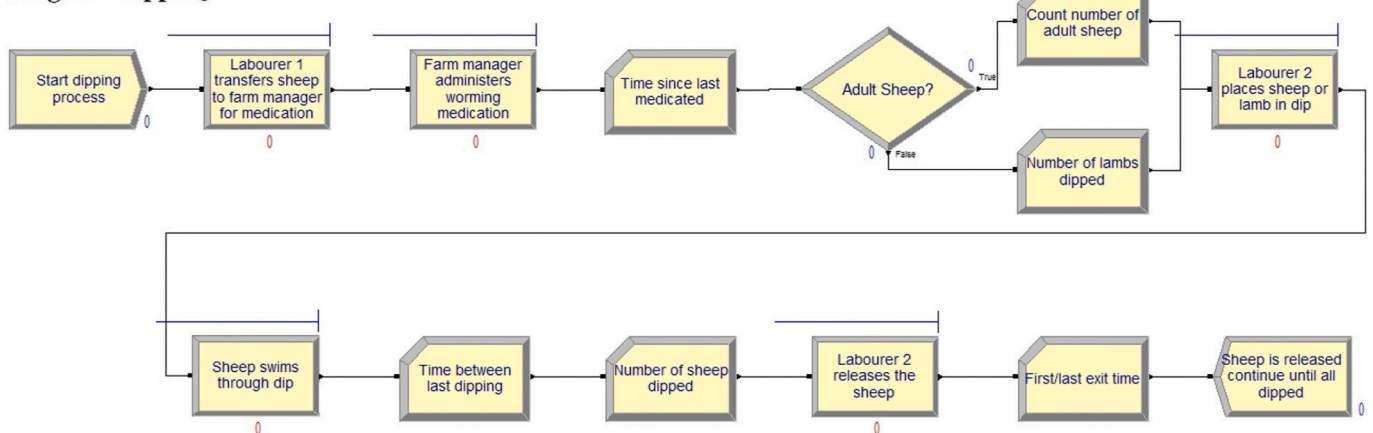 Start dipping
process
0
Labourer 1
transfers sheep
to farm manager
for medication
0
Farm manager
administers
worming
medication
0
Time since last
medicated
Adult Sheep?
0
True
0
False
Count number of
adult sheep
Number of lambs
dipped
Labourer 2
places sheep or
lamb in dip
0
Sheep swims
through dip
0
Time between
last dipping
Number of sheep
dipped
Labourer 2
releases the
sheep
0
First/last exit time
Sheep is released
continue until all
dipped
0